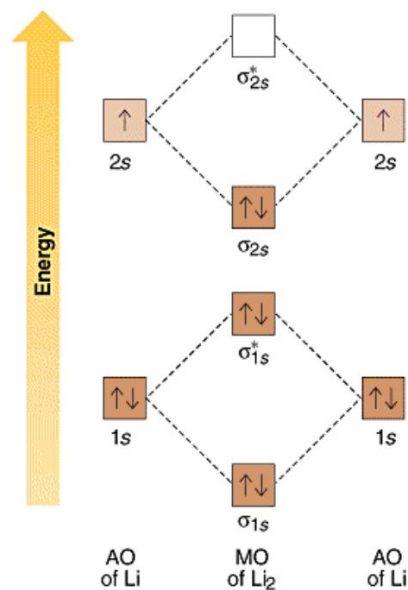 σ*2s
↑
↑
2s
2s
↑↓
σ2s
Energy
↑↓
σ*1s
↑↓
↑↓
1s
1s
↑↓
σ1s
AO
of Li
MO
of Li2
AO
of Li